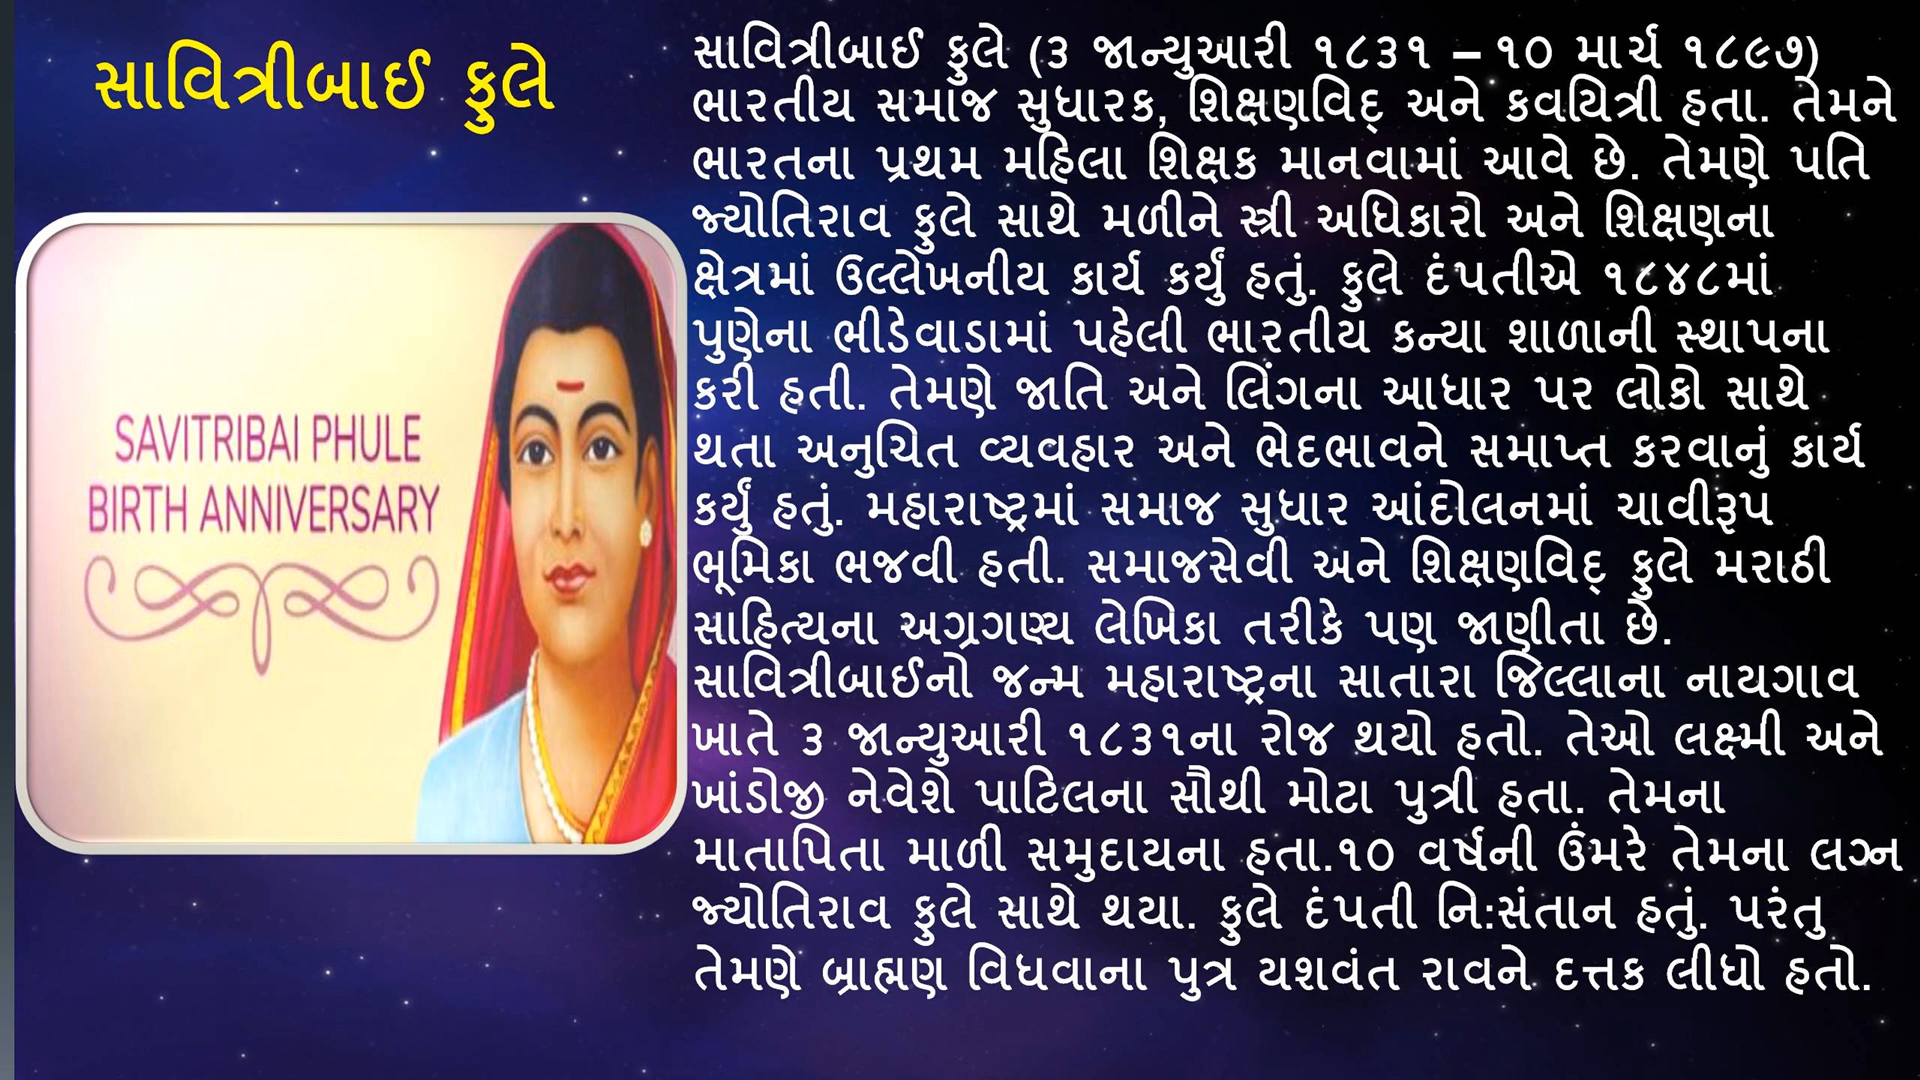 સાવિત્રીબાઈ ફુલે
SAVITRIBAI PHULE
BIRTH ANNIVERSARY
સાવિત્રીબાઈ ફુલે (૩ જાન્યુઆરી ૧૮૩૧ – ૧૦ માર્ચ ૧૮૯૭)
ભારતીય સમાજ સુધારક, શિક્ષણવિદ્ અને કવયિત્રી હતા. તેમને
ભારતના પ્રથમ મહિલા શિક્ષક માનવામાં આવે છે. તેમણે પતિ
જ્યોતિરાવ ફુલે સાથે મળીને સ્ત્રી અધિકારો અને શિક્ષણના
ક્ષેત્રમાં ઉલ્લેખનીય કાર્ય કર્યું હતું. ફુલે દંપતીએ ૧૮૪૮માં
પુણેના ભીડેવાડામાં પહેલી ભારતીય કન્યા શાળાની સ્થાપના
કરી હતી. તેમણે જાતિ અને લિંગના આધાર પર લોકો સાથે
થતા અનુચિત વ્યવહાર અને ભેદભાવને સમાપ્ત કરવાનું કાર્ય
કર્યું હતું. મહારાષ્ટ્રમાં સમાજ સુધાર આંદોલનમાં ચાવીરૂપ
ભૂમિકા ભજવી હતી. સમાજસેવી અને શિક્ષણવિદ્ ફુલે મરાઠી
સાહિત્યના અગ્રગણ્ય લેખિકા તરીકે પણ જાણીતા છે.
સાવિત્રીબાઈનો જન્મ મહારાષ્ટ્રના સાતારા જિલ્લાના નાયગાવ
ખાતે ૩ જાન્યુઆરી ૧૮૩૧ના રોજ થયો હતો. તેઓ લક્ષ્મી અને
ખાંડોજી નેવેશે પાટિલના સૌથી મોટા પુત્રી હતા. તેમના
માતાપિતા માળી સમુદાયના હતા.૧૦ વર્ષની ઉંમરે તેમના લગ્ન
જ્યોતિરાવ ફુલે સાથે થયા. ફુલે દંપતી નિ:સંતાન હતું. પરંતુ
તેમણે બ્રાહ્મણ વિધવાના પુત્ર યશવંત રાવને દત્તક લીધો હતો.